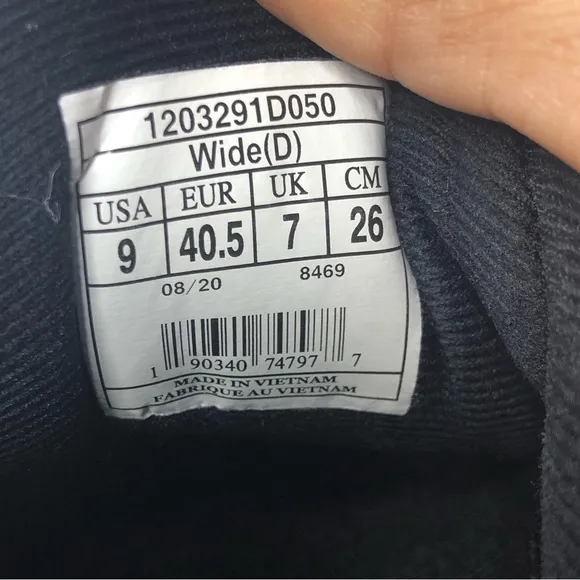 1203291D050
Wide(D)
USA EUR UK CM
9 40.5 7 26
08/20 8469
1 90340 74797 7
MADE IN VIETNAM
FABRIQUE AU VIETNAM